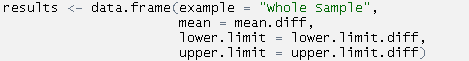 results <- data.frame(example = "Whole Sample",
mean = mean.diff,
lower.limit = lower.limit.diff,
upper.limit = upper.limit.diff)